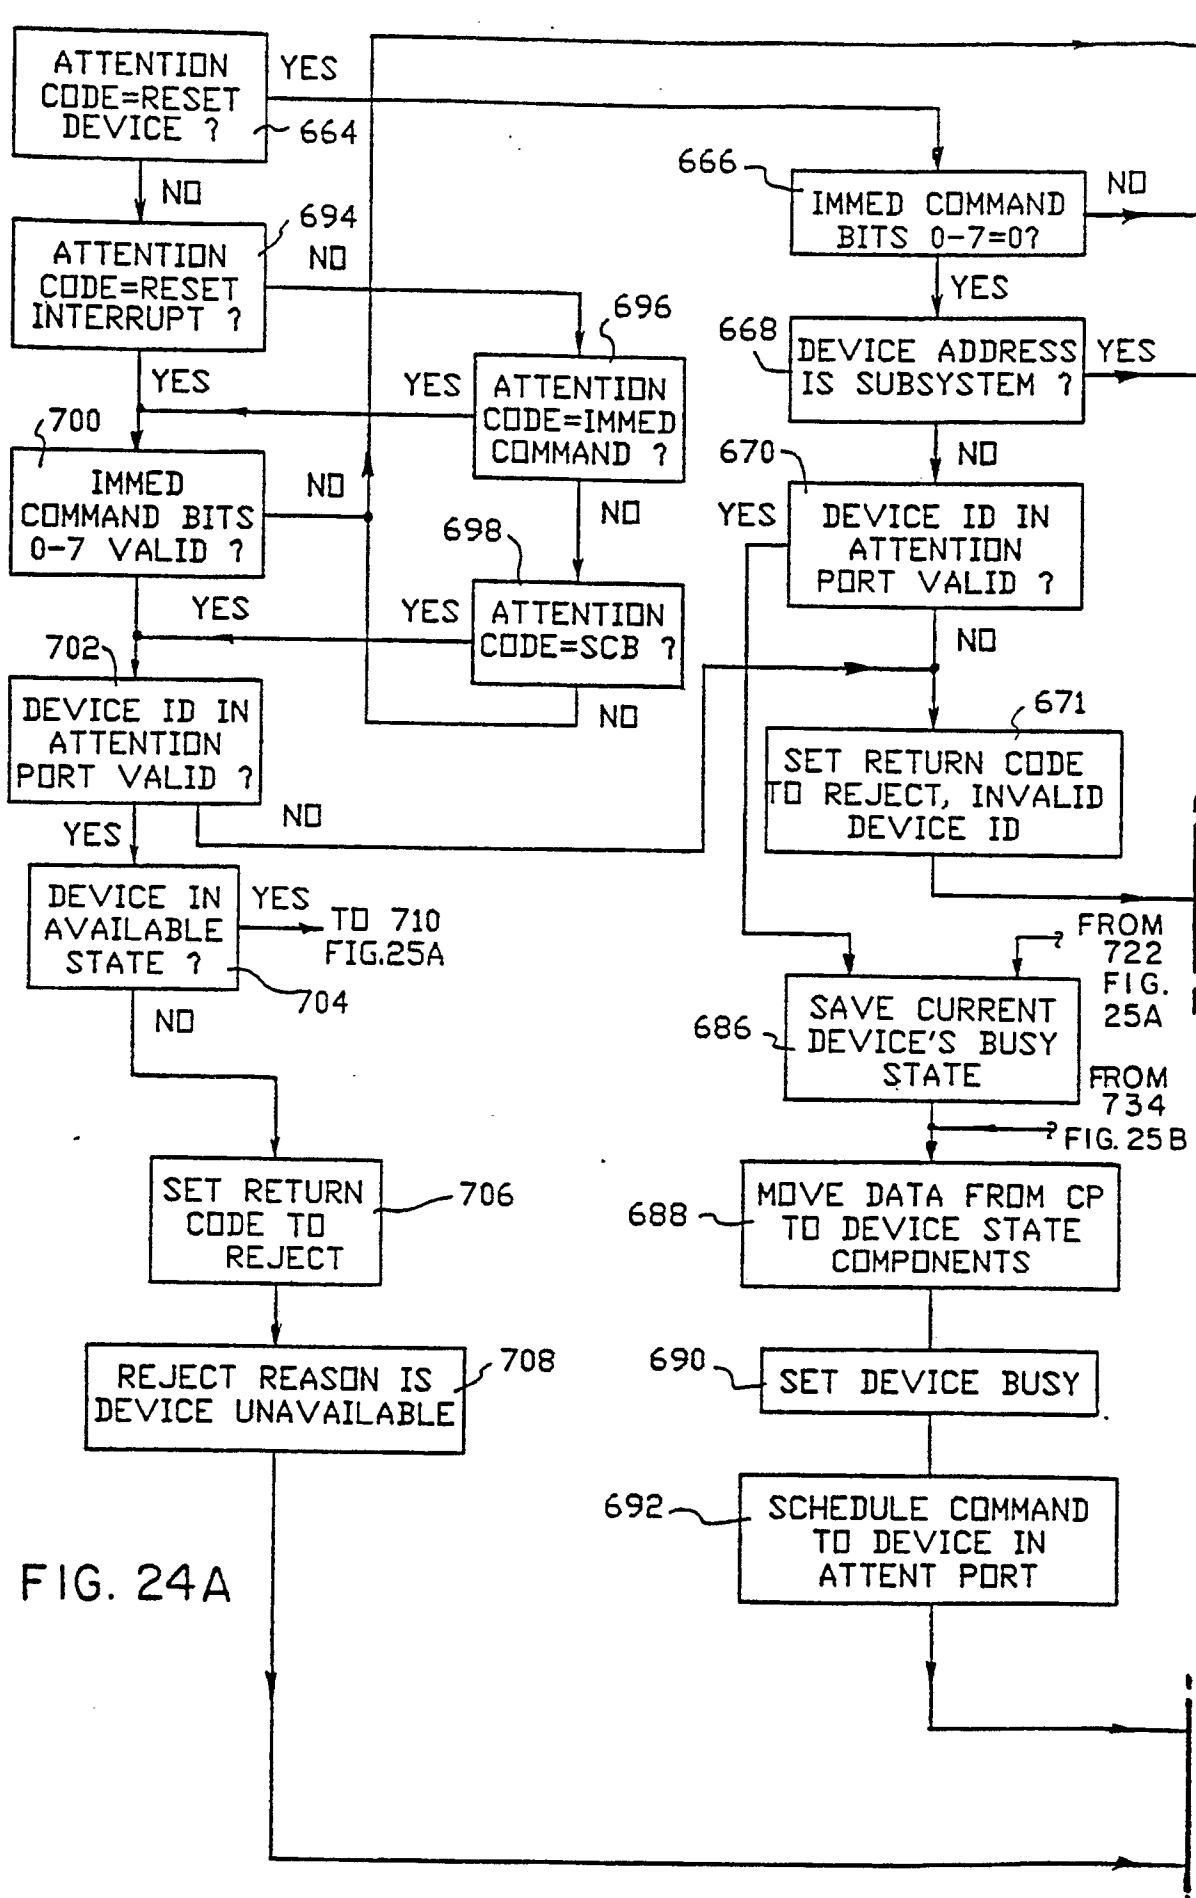 ATTENTION
CODE=RESET
DEVICE ?
YES
664
NO
694
ATTENTION
CODE=RESET
INTERRUPT ?
NO
YES
696
ATTENTION
CODE=IMMED
COMMAND ?
YES
NO
700
IMMED
COMMAND BITS
0-7 VALID ?
NO
YES
698
ATTENTION
CODE=SCB ?
YES
NO
702
DEVICE ID IN
ATTENTION
PORT VALID ?
NO
YES
DEVICE IN
AVAILABLE
STATE ?
YES
TO 710
FIG.25A
704
NO
SET RETURN
CODE TO
REJECT
706
REJECT REASON IS
DEVICE UNAVAILABLE
708
666
IMMED COMMAND
BITS 0-7=0?
NO
YES
668
DEVICE ADDRESS
IS SUBSYSTEM ?
YES
NO
670
YES
DEVICE ID IN
ATTENTION
PORT VALID ?
NO
671
SET RETURN CODE
TO REJECT, INVALID
DEVICE ID
FROM
722
FIG.
25A
686
SAVE CURRENT
DEVICE'S BUSY
STATE
FROM
734
FIG. 25B
688
MOVE DATA FROM CP
TO DEVICE STATE
COMPONENTS
690
SET DEVICE BUSY
692
SCHEDULE COMMAND
TO DEVICE IN
ATTENT PORT
FIG. 24A